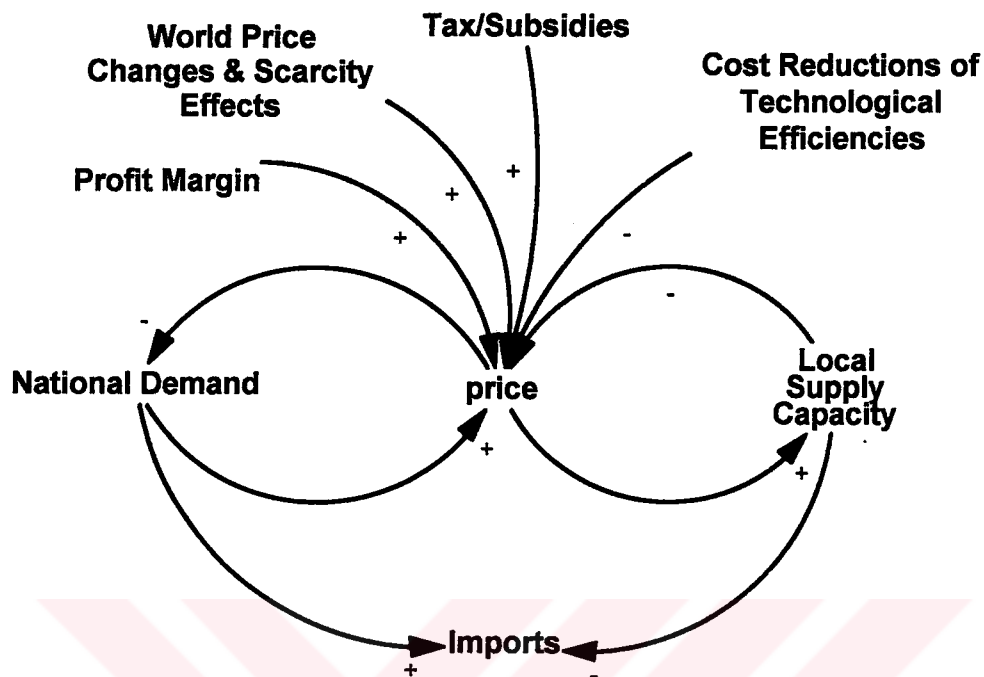 World Price
Changes & Scarcity
Effects
Tax/Subsidies
Cost Reductions of
Technological
Efficiencies
Profit Margin
+
+
+
-
-
-
National Demand
price
Local
Supply
Capacity
+
+
Imports
+
-